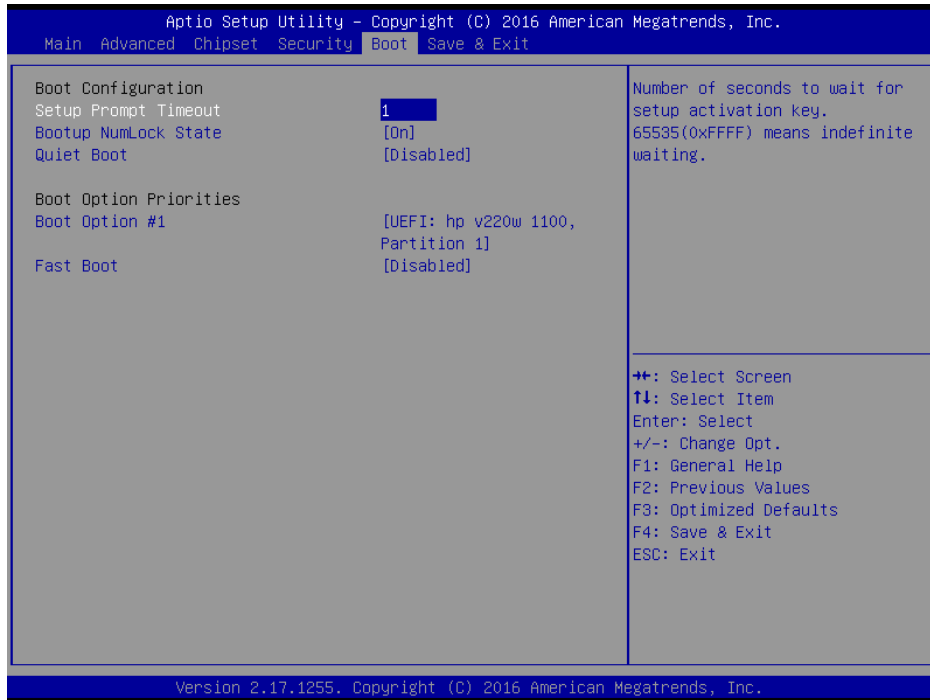 Aptio Setup Utility – Copyright (C) 2016 American Megatrends, Inc.
Main Advanced Chipset Security Boot Save & Exit
Boot Configuration
Setup Prompt Timeout 1
Bootup NumLock State [On]
Quiet Boot [Disabled]
Boot Option Priorities
Boot Option #1 [UEFI: hp v220w 1100,
Partition 1]
Fast Boot [Disabled]
Number of seconds to wait for
setup activation key.
65535(0xFFFF) means indefinite
waiting.
→←: Select Screen
↑↓: Select Item
Enter: Select
+/-: Change Opt.
F1: General Help
F2: Previous Values
F3: Optimized Defaults
F4: Save & Exit
ESC: Exit
Version 2.17.1255. Copyright (C) 2016 American Megatrends, Inc.